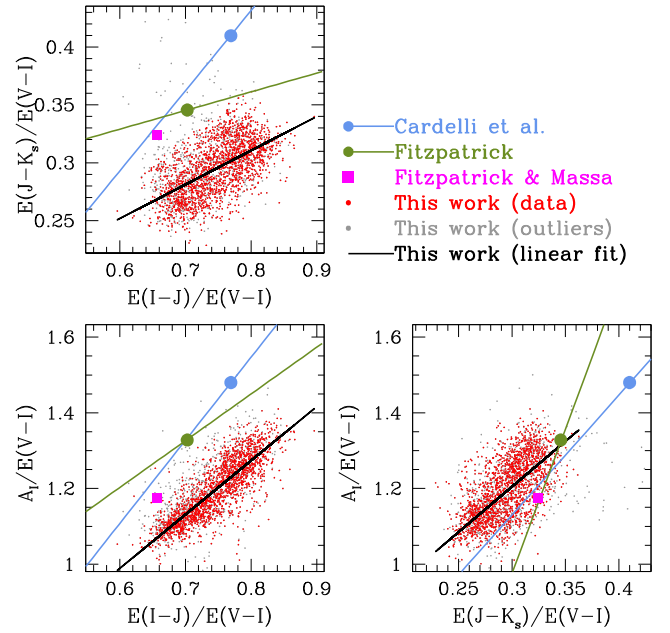 0.4
0.35
0.3
0.25
E(J−Ks)/E(V−I)
0.6 0.7 0.8 0.9
E(I−J)/E(V−I)
Cardelli et al.
Fitzpatrick
Fitzpatrick & Massa
This work (data)
This work (outliers)
This work (linear fit)
1.6
1.4
1.2
1
AI/E(V−I)
0.6 0.7 0.8 0.9
E(I−J)/E(V−I)
1.6
1.4
1.2
1
AI/E(V−I)
0.25 0.3 0.35 0.4
E(J−Ks)/E(V−I)